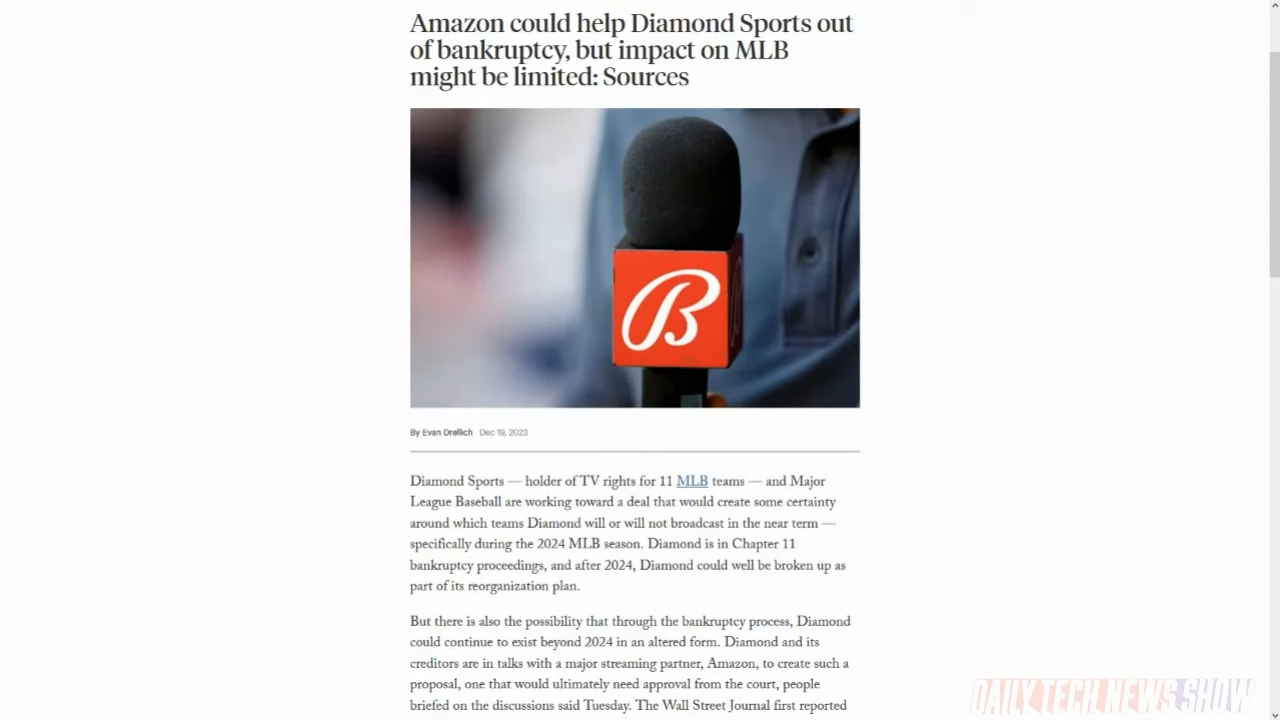 Amazon could help Diamond Sports out
of bankruptcy, but impact on MLB
might be limited: Sources
B
By Evan Drellich Dec 19, 2023
Diamond Sports — holder of TV rights for 11 MLB teams — and Major
League Baseball are working toward a deal that would create some certainty
around which teams Diamond will or will not broadcast in the near term —
specifically during the 2024 MLB season. Diamond is in Chapter 11
bankruptcy proceedings, and after 2024, Diamond could well be broken up as
part of its reorganization plan.
But there is also the possibility that through the bankruptcy process, Diamond
could continue to exist beyond 2024 in an altered form. Diamond and its
creditors are in talks with a major streaming partner, Amazon, to create such a
proposal, one that would ultimately need approval from the court, people
briefed on the discussions said Tuesday. The Wall Street Journal first reported
DAILY TECH NEWS SHOW